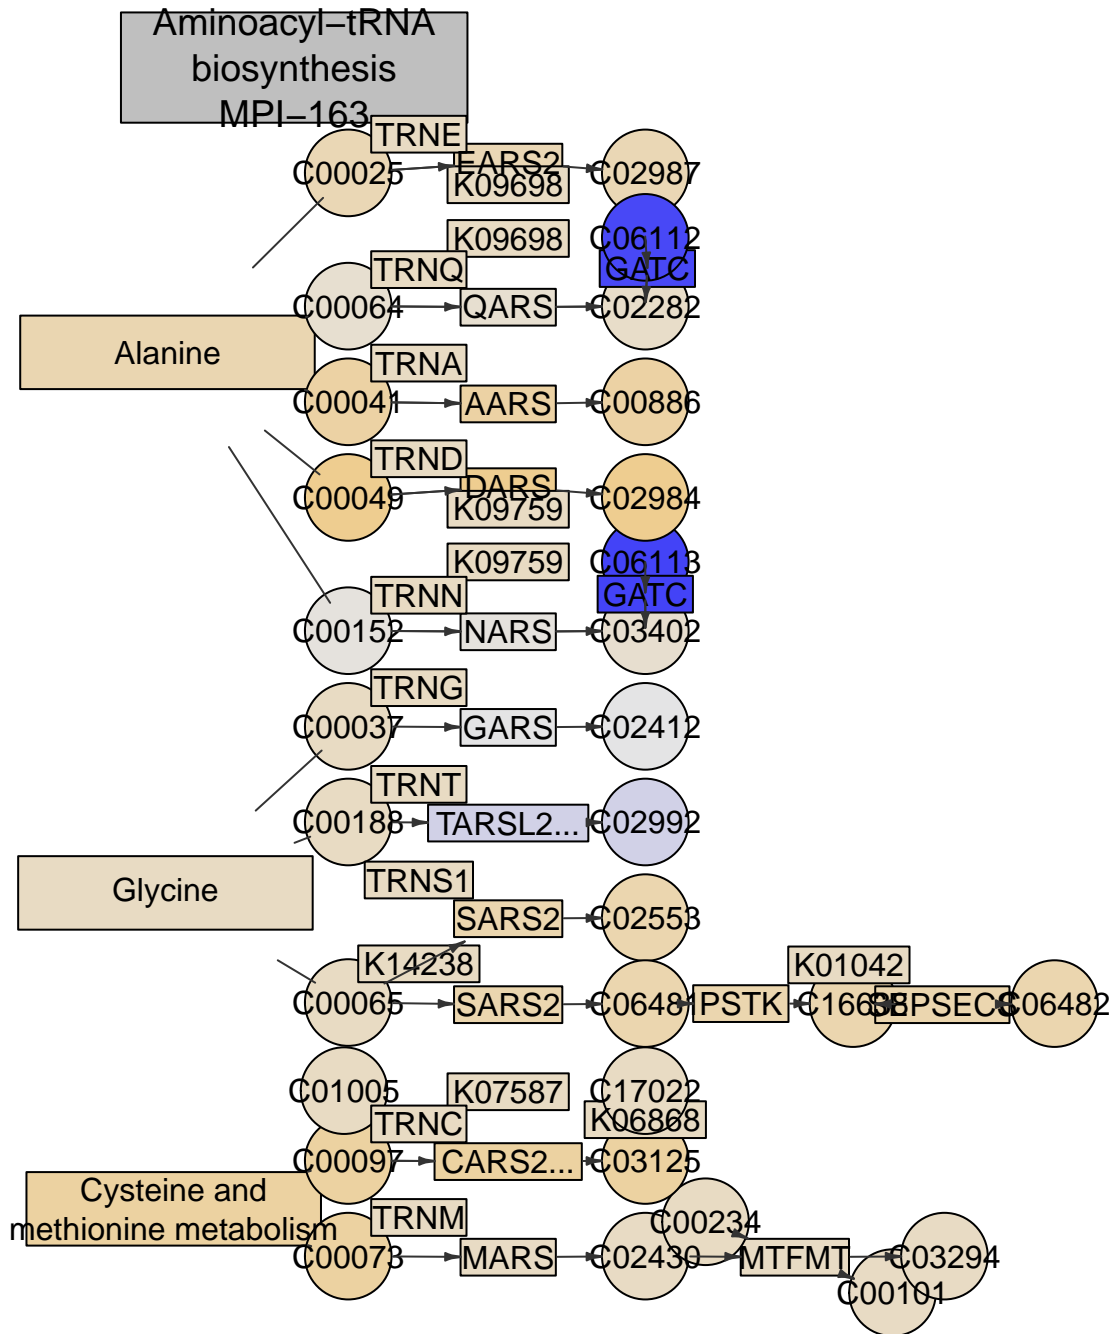 Aminoacyl−tRNA
biosynthesis
MPI−163
TRNE
C00025
EARS2
K09698
C02987
K09698
C06112
TRNQ
GATC
C00064
QARS
C02282
Alanine
TRNA
C00041
AARS
C00886
TRND
C00049
DARS
K09759
C02984
K09759
C06113
TRNN
GATC
C00152
NARS
C03402
TRNG
C00037
GARS
C02412
TRNT
C00188
TARSL2...
C02992
Glycine
TRNS1
SARS2
C02553
K14238
K01042
C00065
SARS2
C06481
PSTK
SEPSECS
C06482
C01005
K07587
C17022
TRNC
K06868
C00097
CARS2...
C03125
Cysteine and
methionine metabolism
TRNM
C00234
C00073
MARS
C02430
MTFMT
C03294
C00101